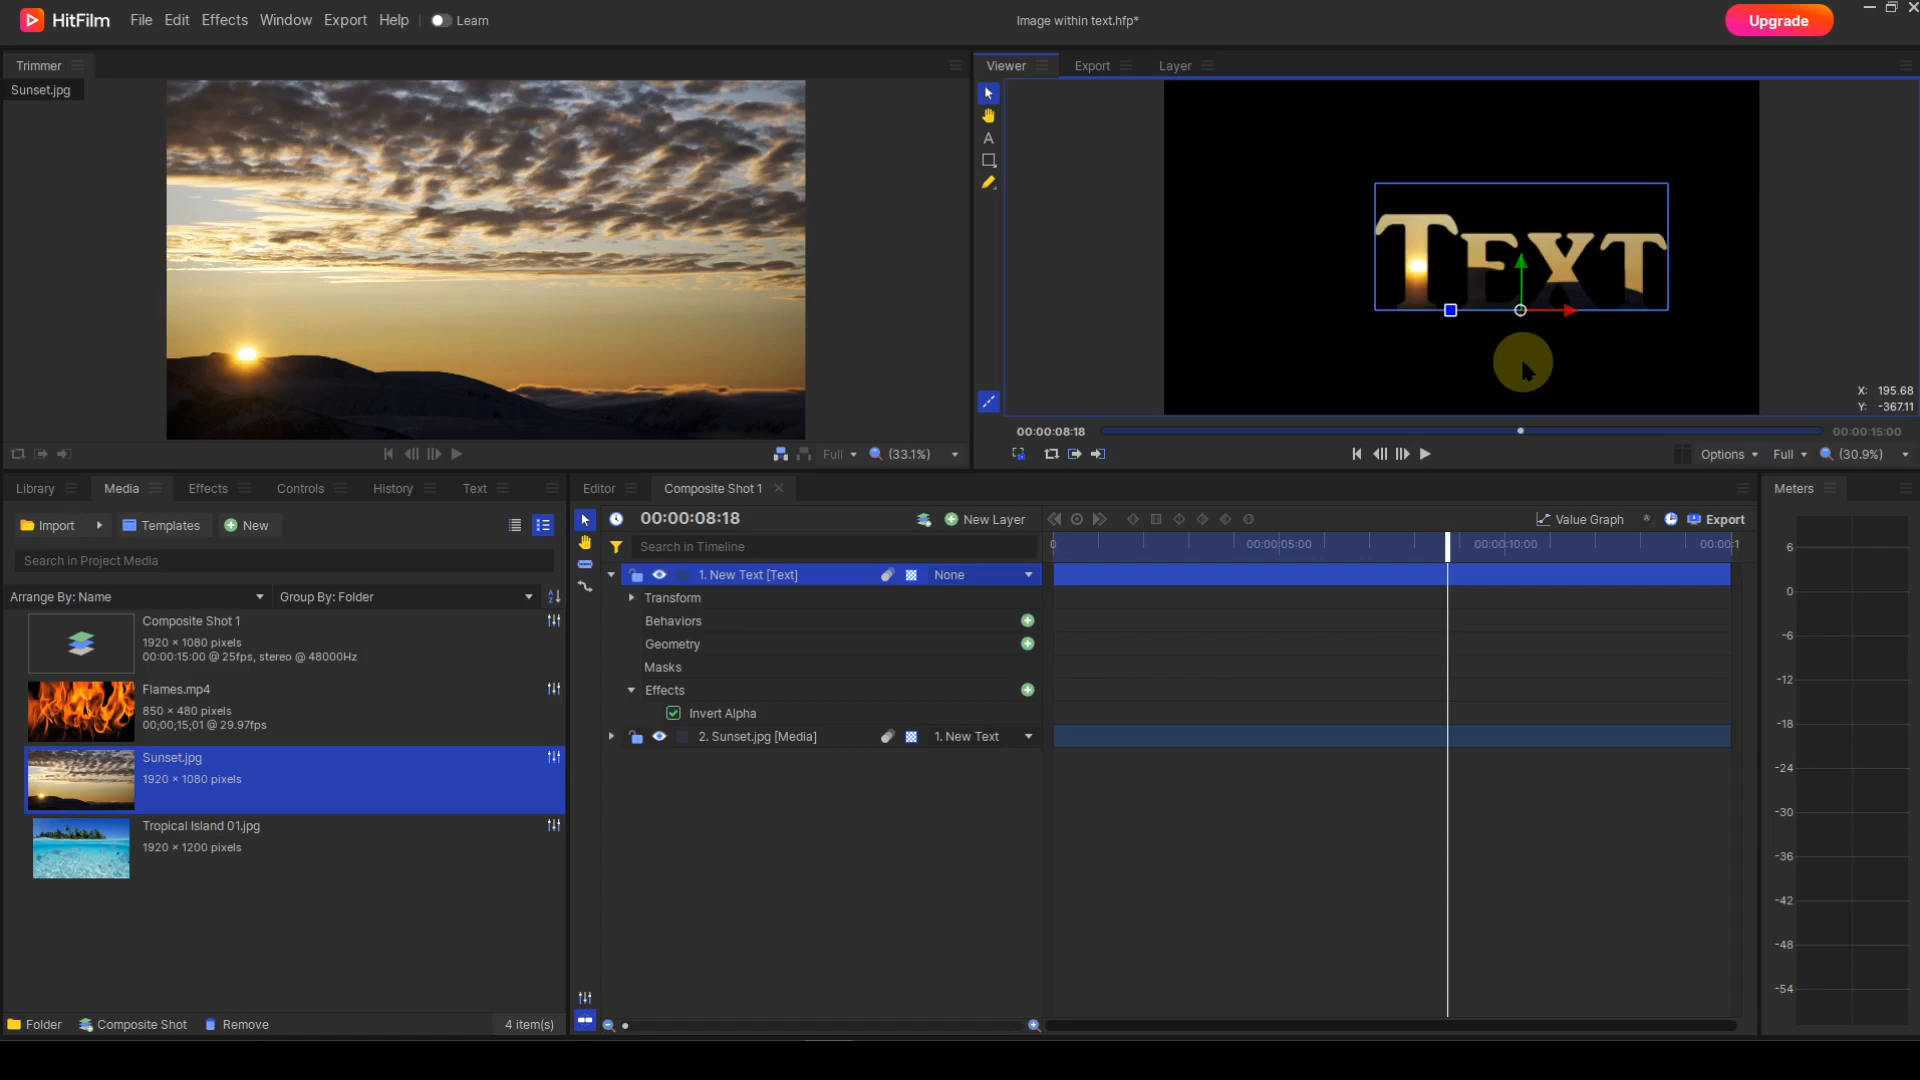 HitFilm File Edit Effects Window Export Help Learn Image within text.hfp* Upgrade
Trimmer
Sunset.jpg
Viewer Export Layer
TEXT
X: 195.68
Y: -367.11
00:00:08:18 00:00:15:00
Full (33.1%)
Options Full (30.9%)
Library Media Effects Controls History Text
Import Templates New
Search in Project Media
Arrange By: Name Group By: Folder
Composite Shot 1
1920 × 1080 pixels
00:00:15:00 @ 25fps, stereo @ 48000Hz
Flames.mp4
850 × 480 pixels
00;00;15;01 @ 29.97fps
Sunset.jpg
1920 × 1080 pixels
Tropical Island 01.jpg
1920 × 1200 pixels
Folder Composite Shot Remove 4 item(s)
Editor Composite Shot 1
00:00:08:18 New Layer Value Graph Export
Search in Timeline
0 00:00:05:00 00:00:10:00 00:00:1
1. New Text [Text] None
Transform
Behaviors
Geometry
Masks
Effects
Invert Alpha
2. Sunset.jpg [Media] 1. New Text
Meters
6
0
-6
-12
-18
-24
-30
-36
-42
-48
-54